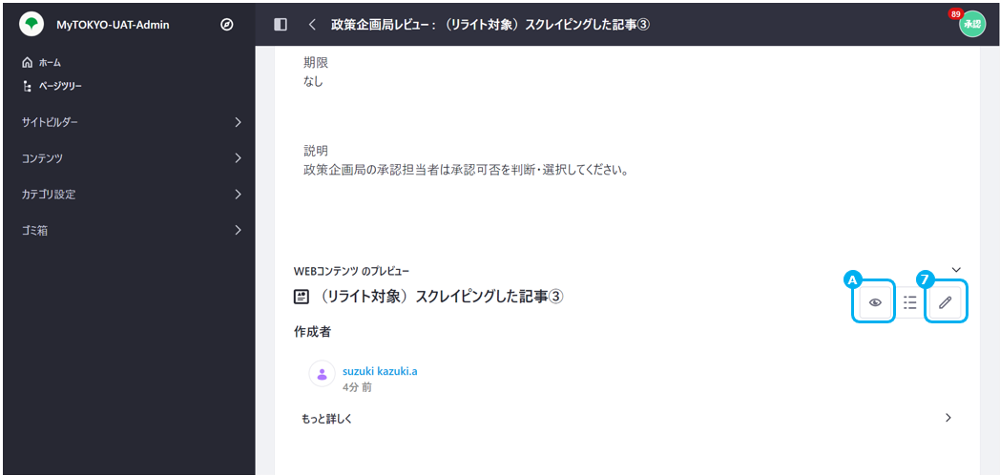 MyTOKYO-UAT-Admin
政策企画局レビュー：（リライト対象）スクレイピングした記事③
89
承認
ホーム
ページツリー
サイトビルダー
コンテンツ
カテゴリ設定
ゴミ箱
期限
なし
説明
政策企画局の承認担当者は承認可否を判断・選択してください。
WEBコンテンツ のプレビュー
（リライト対象）スクレイピングした記事③
A
7
作成者
suzuki kazuki.a
4分 前
もっと詳しく